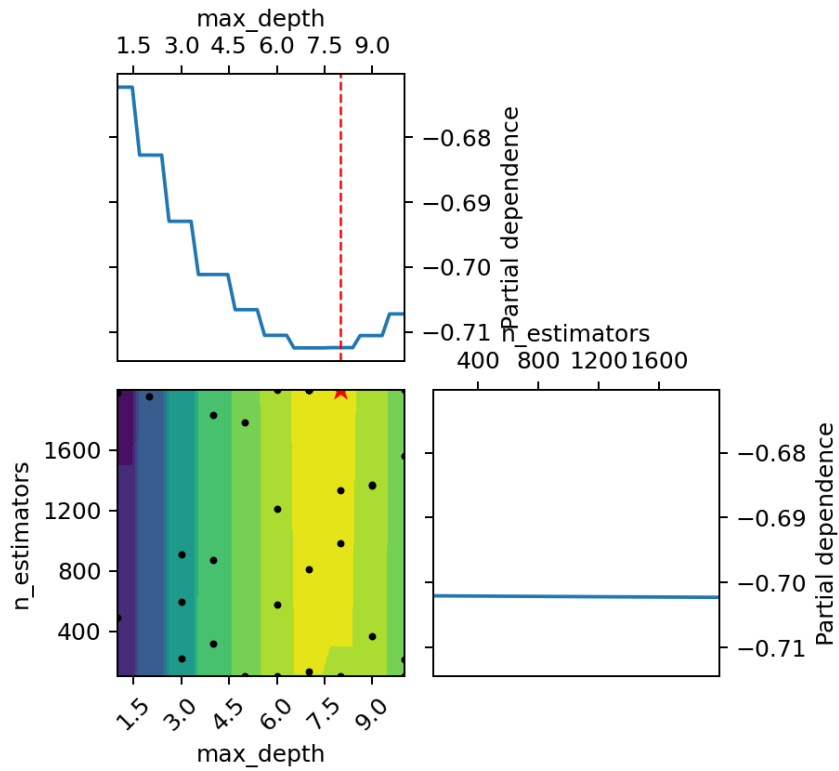 max_depth
1.5 3.0 4.5 6.0 7.5 9.0
−0.68
−0.69
−0.70
−0.71
Partial dependence
n_estimators
400 800 1200 1600
1600
1200
800
400
n_estimators
1.5 3.0 4.5 6.0 7.5 9.0
max_depth
−0.68
−0.69
−0.70
−0.71
Partial dependence